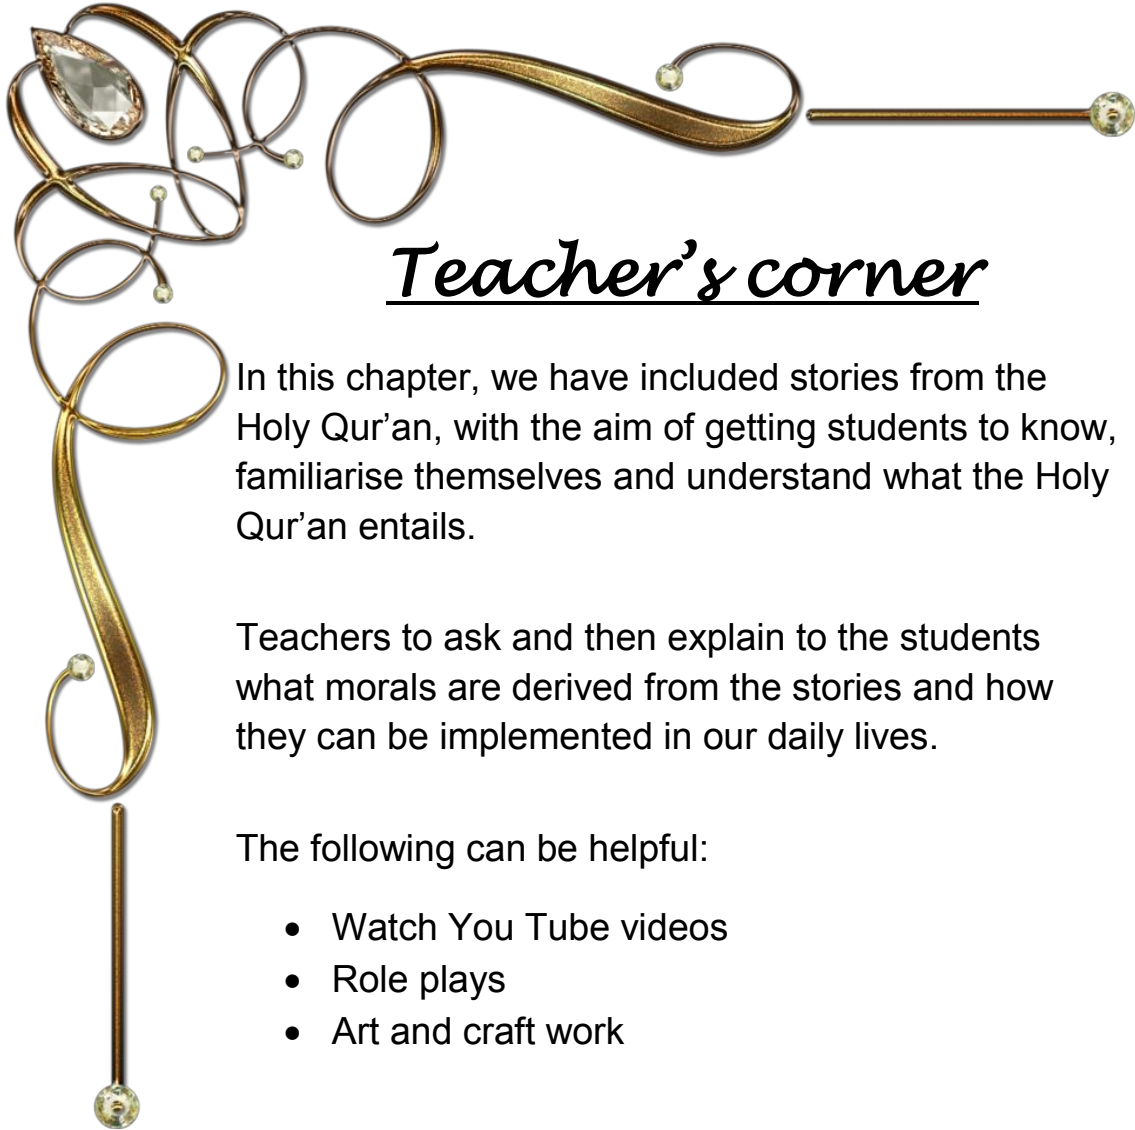 Teacher’s corner
In this chapter, we have included stories from the
Holy Qur’an, with the aim of getting students to know,
familiarise themselves and understand what the Holy
Qur’an entails.
Teachers to ask and then explain to the students
what morals are derived from the stories and how
they can be implemented in our daily lives.
The following can be helpful:
• Watch You Tube videos
• Role plays
• Art and craft work